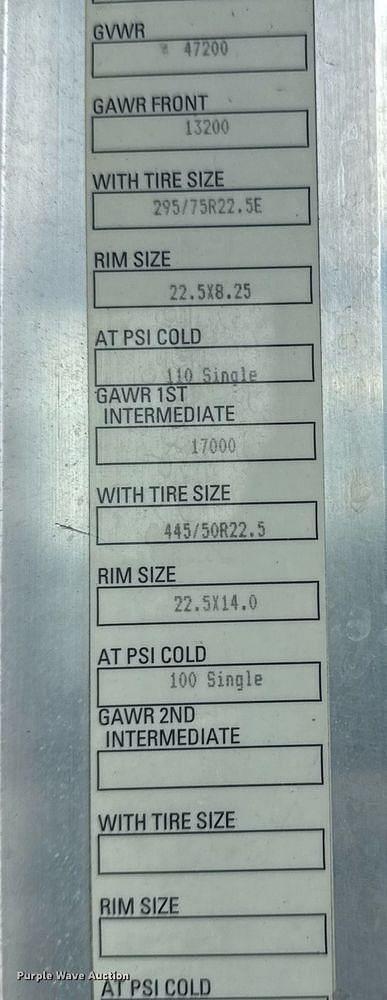 GVWR
47200
GAWR FRONT
13200
WITH TIRE SIZE
295/75R22.5E
RIM SIZE
22.5X8.25
AT PSI COLD
110 Single
GAWR 1ST
INTERMEDIATE
17000
WITH TIRE SIZE
445/50R22.5
RIM SIZE
22.5X14.0
AT PSI COLD
100 Single
GAWR 2ND
INTERMEDIATE
WITH TIRE SIZE
RIM SIZE
AT PSI COLD
Purple Wave Auction